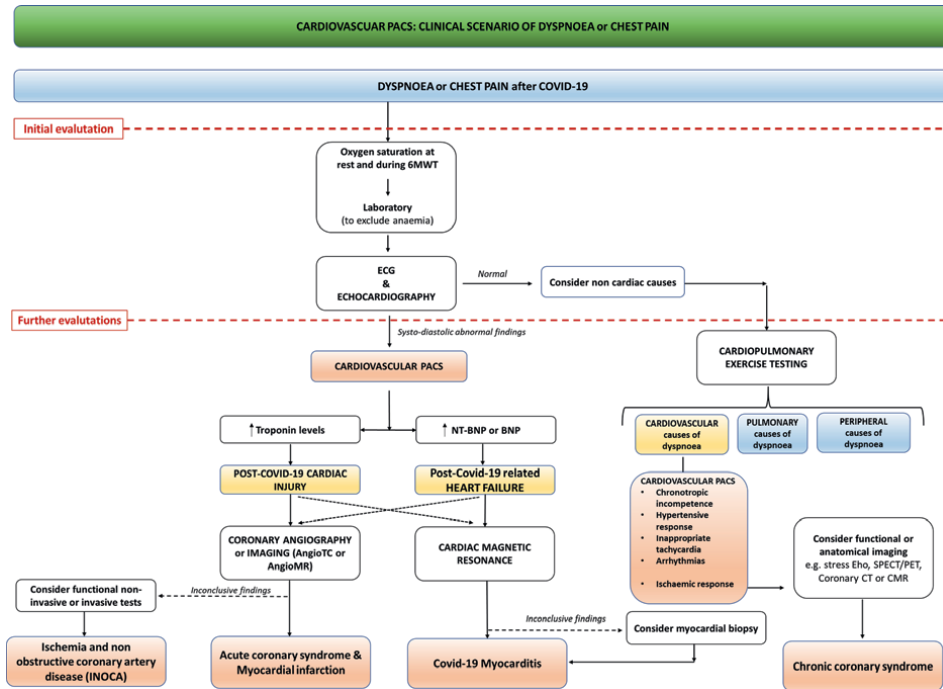 CARDIOVASCUAR PACS: CLINICAL SCENARIO OF DYSPNOEA or CHEST PAIN
DYSPNOEA or CHEST PAIN after COVID-19
Initial evalutation
Oxygen saturation at
rest and during 6MWT
Laboratory
(to exclude anaemia)
ECG
&
ECHOCARDIOGRAPHY
Normal
Consider non cardiac causes
Further evalutations
Systo-diastolic abnormal findings
CARDIOVASCULAR PACS
CARDIOPULMONARY
EXERCISE TESTING
↑Troponin levels
↑ NT-BNP or BNP
CARDIOVASCULAR
causes of
dyspnoea
PULMONARY
causes of
dyspnoea
PERIPHERAL
causes of
dyspnoea
POST-COVID-19 CARDIAC
INJURY
Post-Covid-19 related
HEART FAILURE
CARDIOVASCULAR PACS
• Chronotropic
incompetence
• Hypertensive
response
• Inappropriate
tachycardia
• Arrhythmias
• Ischaemic response
CORONARY ANGIOGRAPHY
or IMAGING (AngioTC or
AngioMR)
CARDIAC MAGNETIC
RESONANCE
Consider functional or
anatomical imaging
e.g. stress Eho, SPECT/PET,
Coronary CT or CMR
Consider functional non-
invasive or invasive tests
Inconclusive findings
Inconclusive findings
Consider myocardial biopsy
Ischemia and non
obstructive coronary artery
disease (INOCA)
Acute coronary syndrome &
Myocardial infarction
Covid-19 Myocarditis
Chronic coronary syndrome